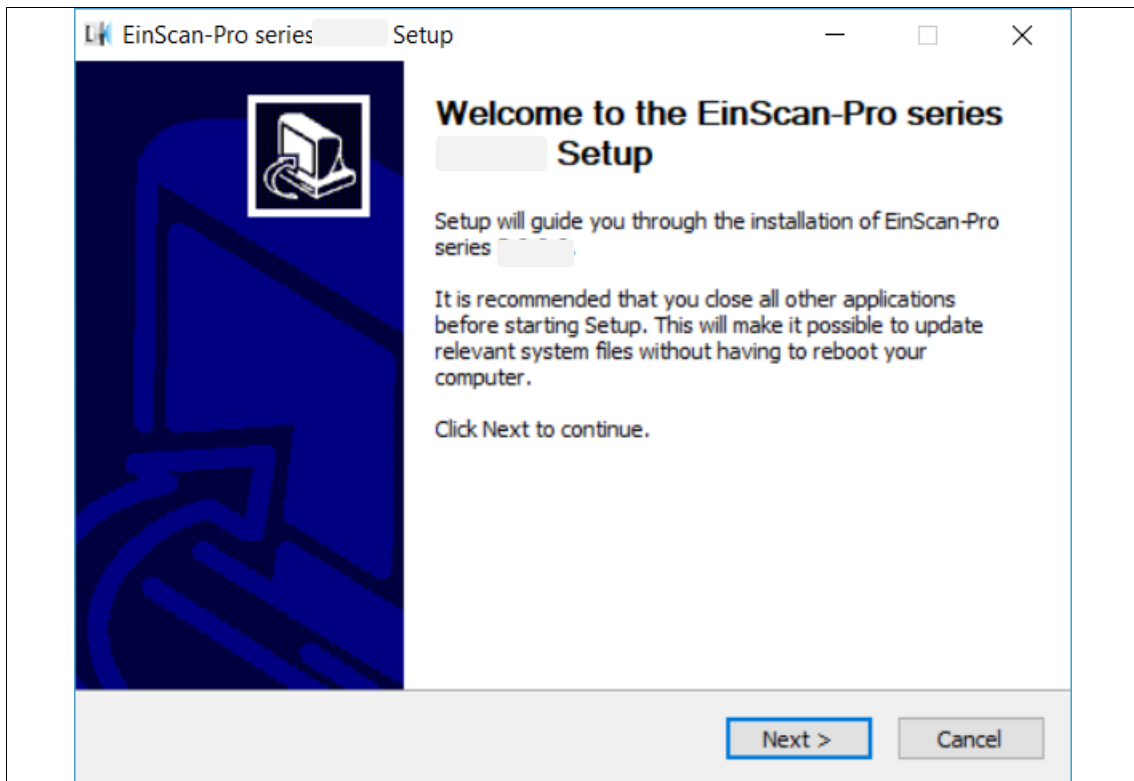 EinScan-Pro series Setup
Welcome to the EinScan-Pro series
Setup
Setup will guide you through the installation of EinScan-Pro
series
It is recommended that you close all other applications
before starting Setup. This will make it possible to update
relevant system files without having to reboot your
computer.
Click Next to continue.
Next >
Cancel